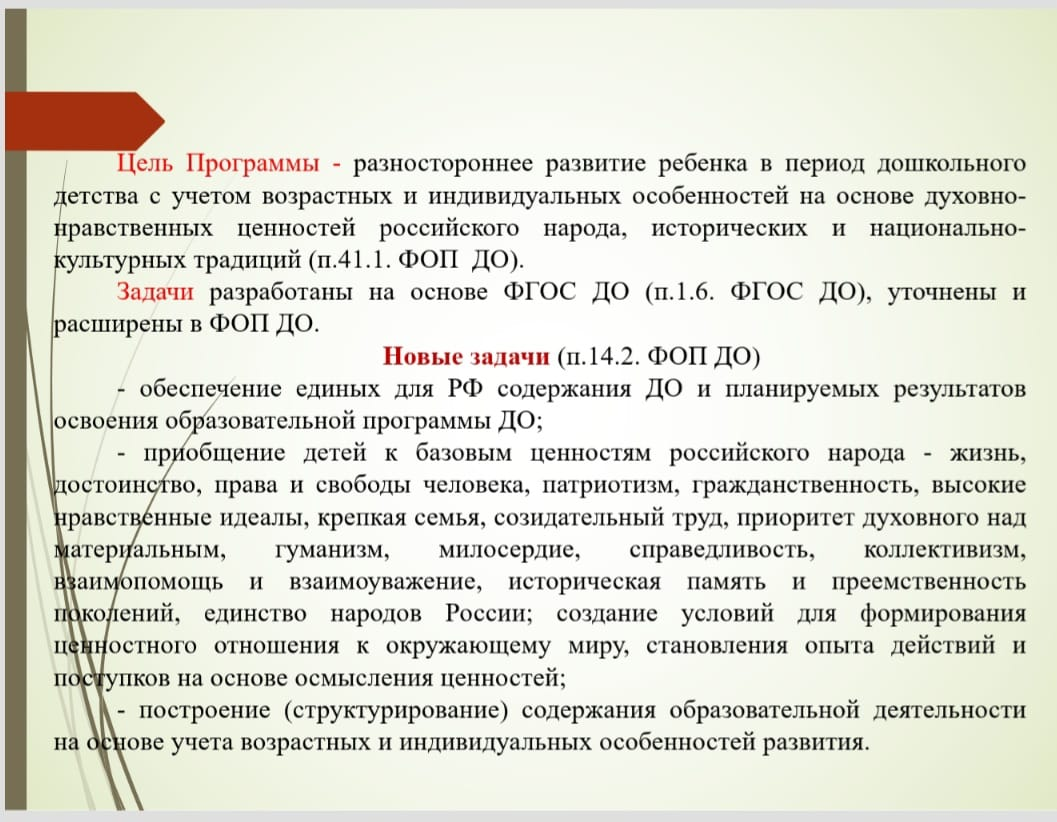 Цель Программы - разностороннее развитие ребенка в период дошкольного
детства с учетом возрастных и индивидуальных особенностей на основе духовно-
нравственных ценностей российского народа, исторических и национально-
культурных традиций (п.41.1. ФОП ДО).
Задачи разработаны на основе ФГОС ДО (п.1.6. ФГОС ДО), уточнены и
расширены в ФОП ДО.
Новые задачи (п.14.2. ФОП ДО)
- обеспечение единых для РФ содержания ДО и планируемых результатов
освоения образовательной программы ДО;
- приобщение детей к базовым ценностям российского народа - жизнь,
достоинство, права и свободы человека, патриотизм, гражданственность, высокие
нравственные идеалы, крепкая семья, созидательный труд, приоритет духовного над
материальным, гуманизм, милосердие, справедливость, коллективизм,
взаимопомощь и взаимоуважение, историческая память и преемственность
поколений, единство народов России; создание условий для формирования
ценностного отношения к окружающему миру, становления опыта действий и
поступков на основе осмысления ценностей;
- построение (структурирование) содержания образовательной деятельности
на основе учета возрастных и индивидуальных особенностей развития.